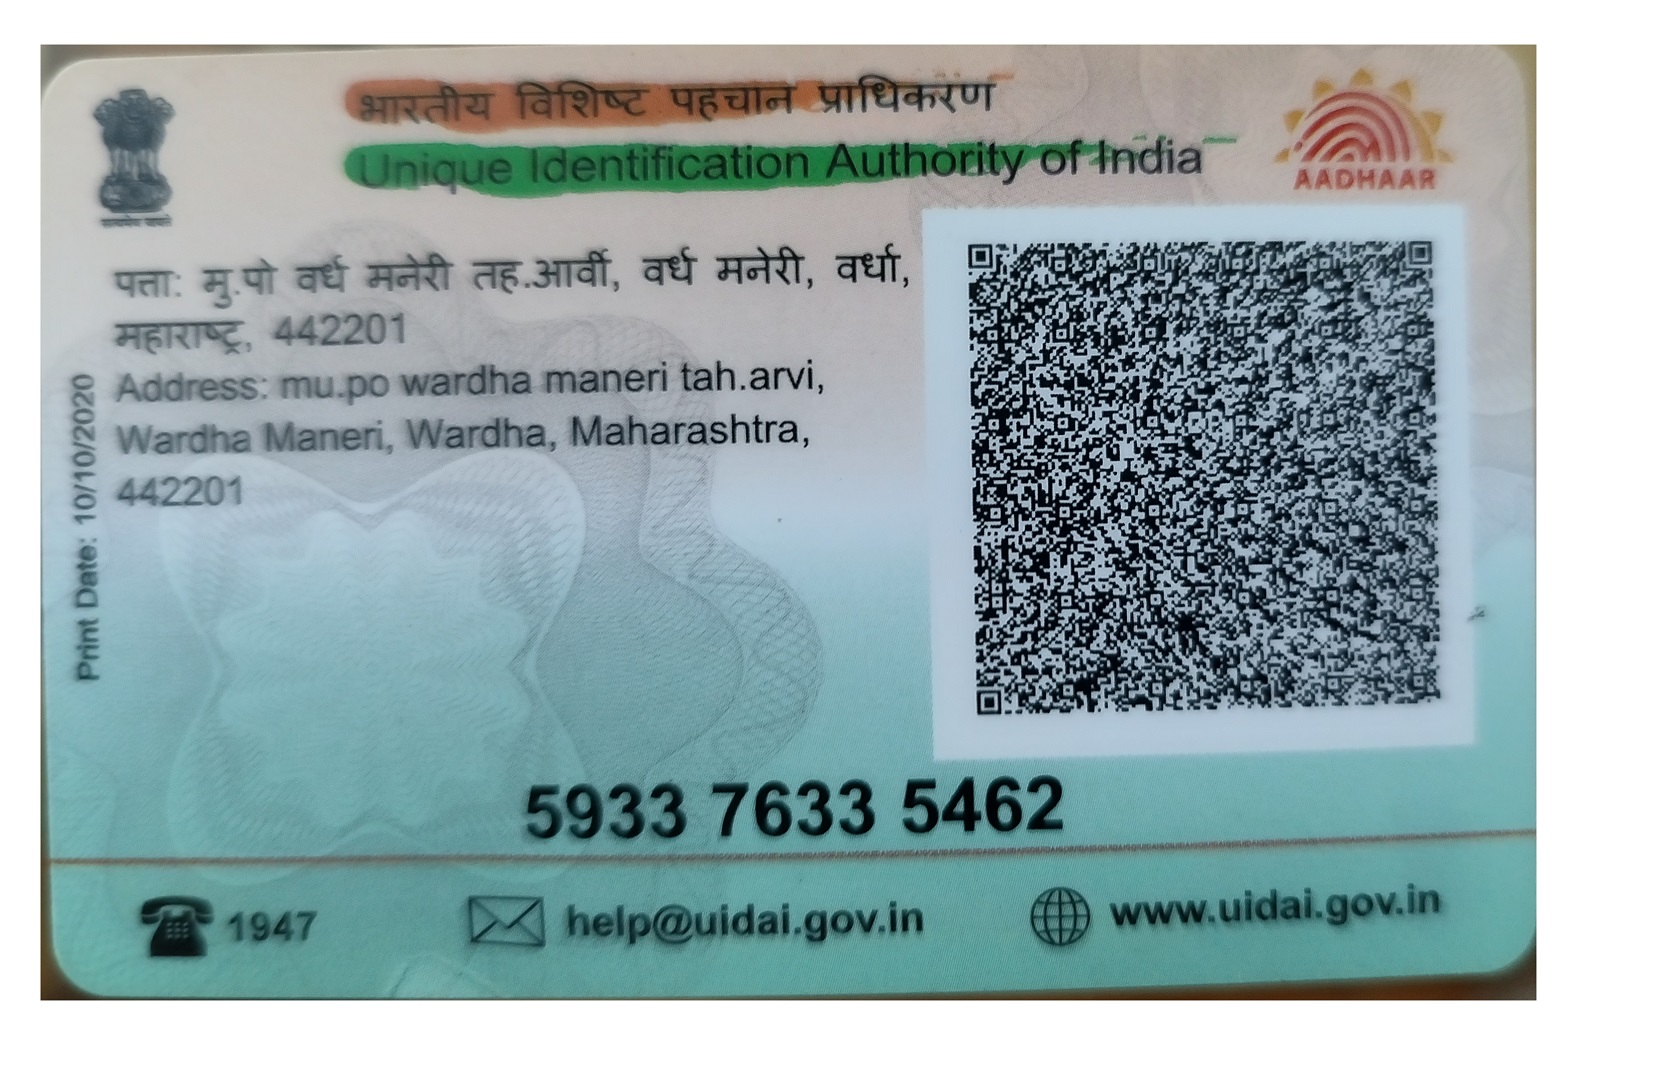 भारतीय विशिष्ट पहचान प्राधिकरण
Unique Identification Authority of India
AADHAAR
पत्ता: मु.पो वर्ध मनेरी तह.आर्वी, वर्ध मनेरी, वर्धा,
महाराष्ट्र, 442201
Address: mu.po wardha maneri tah.arvi,
Wardha Maneri, Wardha, Maharashtra,
442201
Print Date: 10/10/2020
5933 7633 5462
1947
help@uidai.gov.in
www.uidai.gov.in